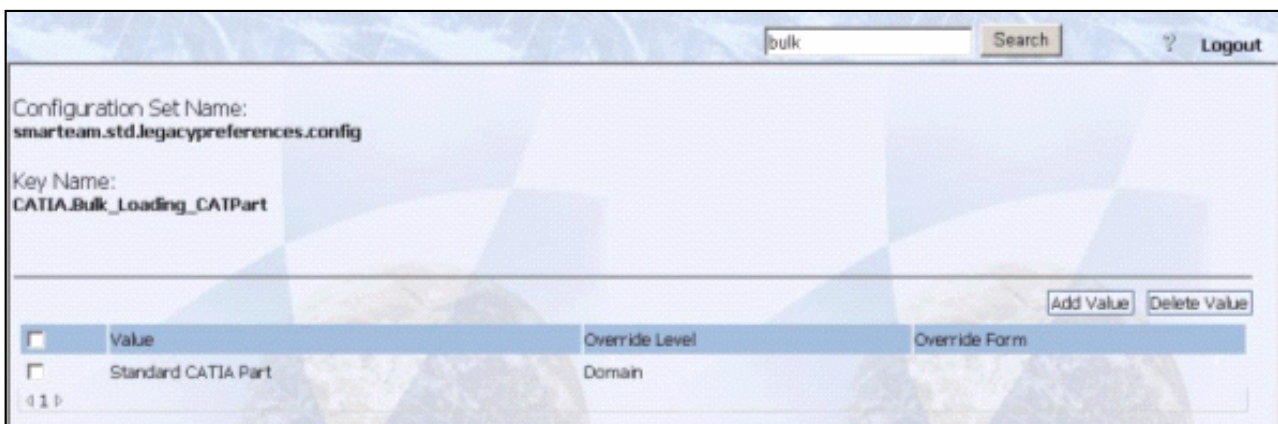 bulk Search ? Logout
Configuration Set Name:
smarteam.std.legacypreferences.config
Key Name:
CATIA.Bulk_Loading_CATPart
Add Value Delete Value
Value Override Level Override Form
Standard CATIA Part Domain
1